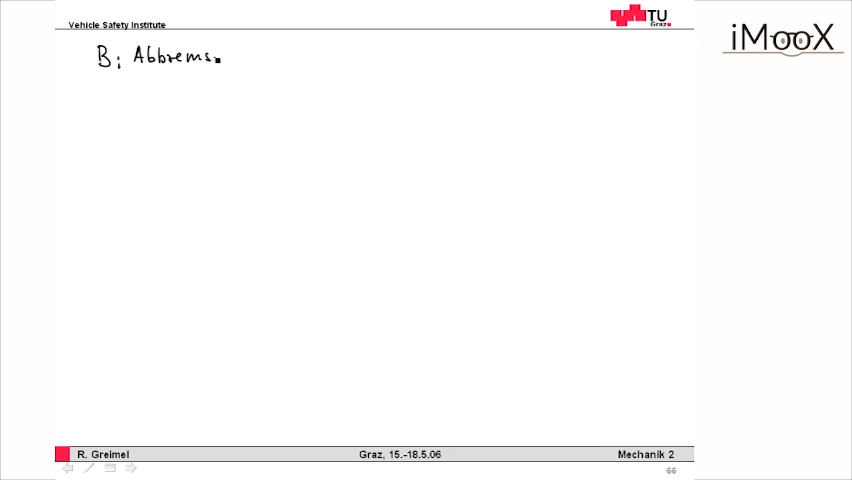 Vehicle Safety Institute
TU
Graz
iMooX
B: Abbrems.
R. Greimel
Graz, 15.-18.5.06
Mechanik 2
66